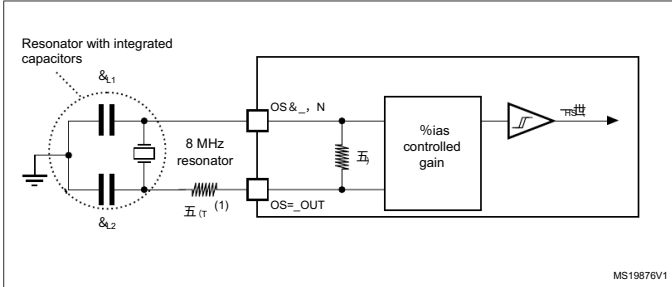 Resonator with integrated
capacitors
&L1
OS&_, N
8 MHz
resonator
%ias
controlled
gain
五)
五(T
(1)
OS=_OUT
&L2
MS19876V1